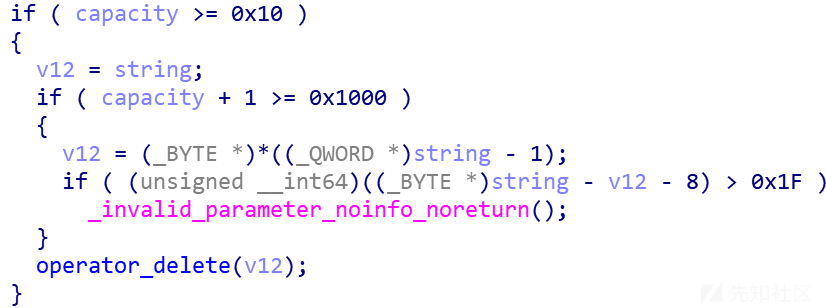 if ( capacity >= 0x10 )
{
  v12 = string;
  if ( capacity + 1 >= 0x1000 )
  {
    v12 = (_BYTE *)*((_QWORD *)string - 1);
    if ( (unsigned __int64)((_BYTE *)string - v12 - 8) > 0x1F )
      _invalid_parameter_noinfo_noreturn();
  }
  operator_delete(v12);
}
先知社区